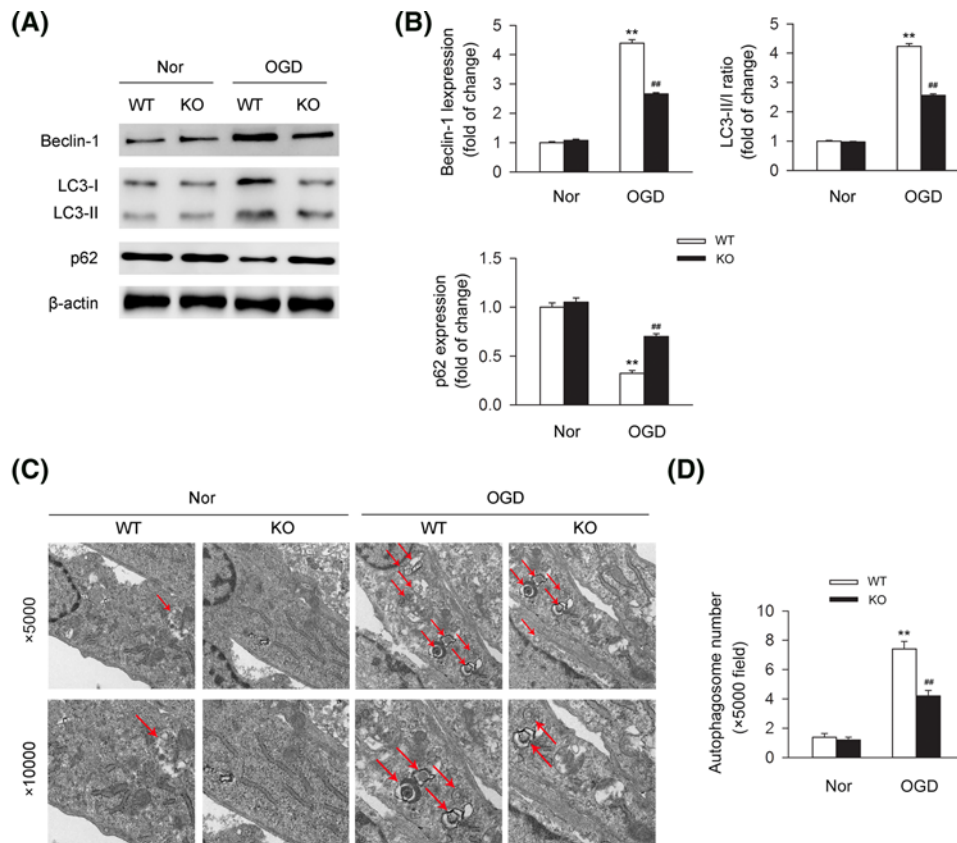 (A)
Nor OGD
WT KO WT KO
Beclin-1
LC3-I
LC3-II
p62
β-actin
(B)
Beclin-1 lexpression
(fold of change)
5
4
3
2
1
0
**
##
Nor OGD
LC3-II/I ratio
(fold of change)
5
4
3
2
1
0
**
##
Nor OGD
WT
KO
p62 expression
(fold of change)
1.5
1.0
0.5
0.0
**
##
Nor OGD
(C)
Nor OGD
WT KO WT KO
×5000
×10000
(D)
WT
KO
Autophagosome number
(×5000 field)
10
8
6
4
2
0
**
##
Nor OGD